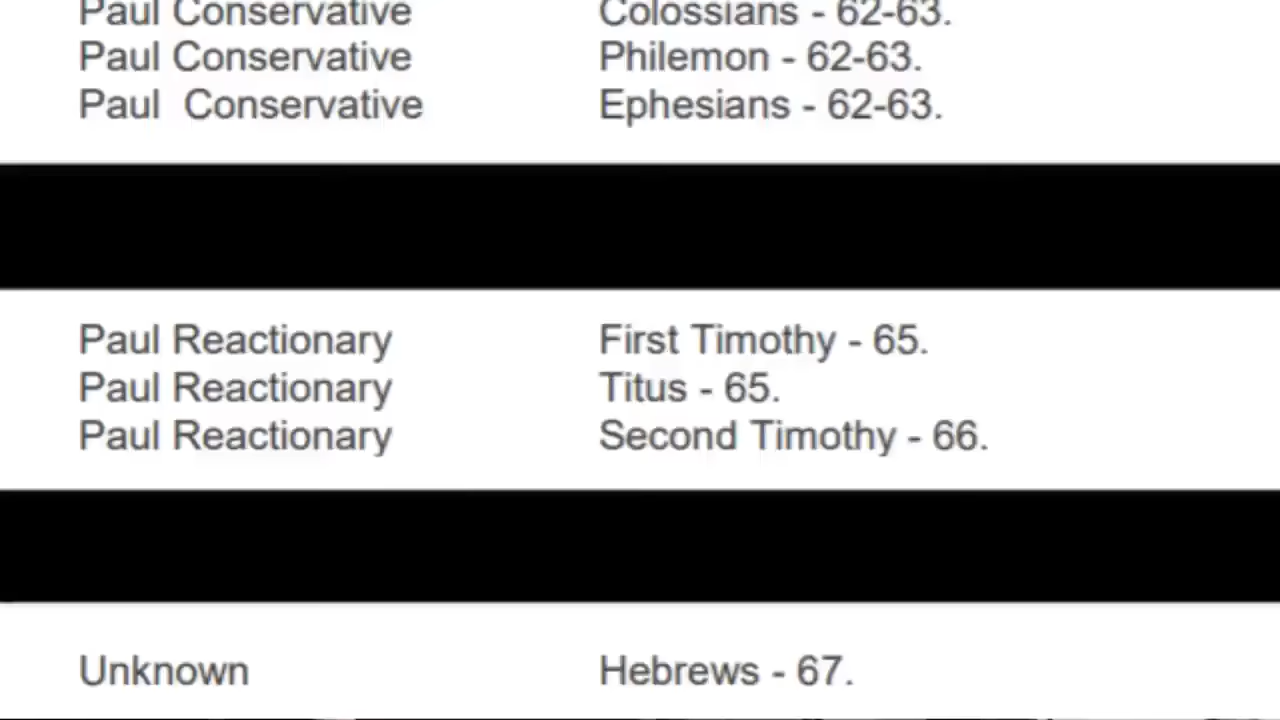 Paul Conservative Colossians - 62-63.
Paul Conservative Philemon - 62-63.
Paul  Conservative Ephesians - 62-63.
Paul Reactionary First Timothy - 65.
Paul Reactionary Titus - 65.
Paul Reactionary Second Timothy - 66.
Unknown Hebrews - 67.